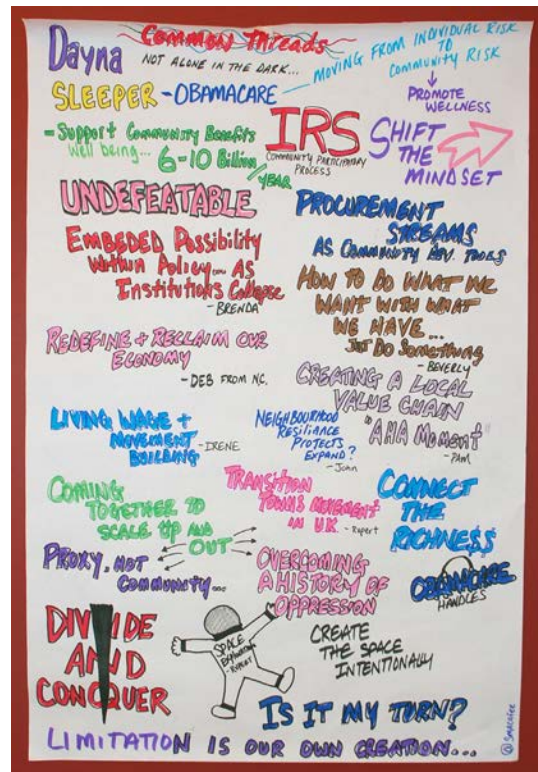 Dayna
Common Threads
NOT ALONE IN THE DARK...
MOVING FROM INDIVIDUAL RISK
TO
COMMUNITY RISK
PROMOTE
WELLNESS
SLEEPER - OBAMACARE
- Support Community Benefits
well being...
6-10 Billion/YEAR
IRS
COMMUNITY PARTICIPATORY
PROCESS
SHIFT
THE
MINDSET
UNDEFEATABLE
PROCUREMENT
STREAMS
AS COMMUNITY DEV. TOOLS
EMBEDED POSSIBILITY
WITHIN POLICY... AS
INSTITUTIONS COLLAPSE
- BRENDA
HOW TO DO WHAT WE
WANT WITH WHAT
WE HAVE...
JUST DO SOMETHING
- BEVERLY
REDEFINE + RECLAIM OUR
ECONOMY
- DEB FROM NC.
CREATING A LOCAL
VALUE CHAIN
"AHA MOMENT"
- PAM
LIVING WAGE +
MOVEMENT
BUILDING
- IRENE
NEIGHBOURHOOD
RESILIANCE
PROJECTS
EXPAND?
- John
COMING
TOGETHER TO
SCALE UP AND
OUT
TRANSITION
TOWNS MOVEMENT
IN UK
- Rupert
CONNECT
THE
RICHNE$$
PROXY. NOT
COMMUNITY...
OVERCOMING
A HISTORY OF
OPPRESSION
OBAMACARE
HANDLES
DIVIDE
AND
CONQUER
SPACE
- RUPERT
CREATE
THE SPACE
INTENTIONALLY
IS IT MY TURN?
LIMITATION IS OUR OWN CREATION...